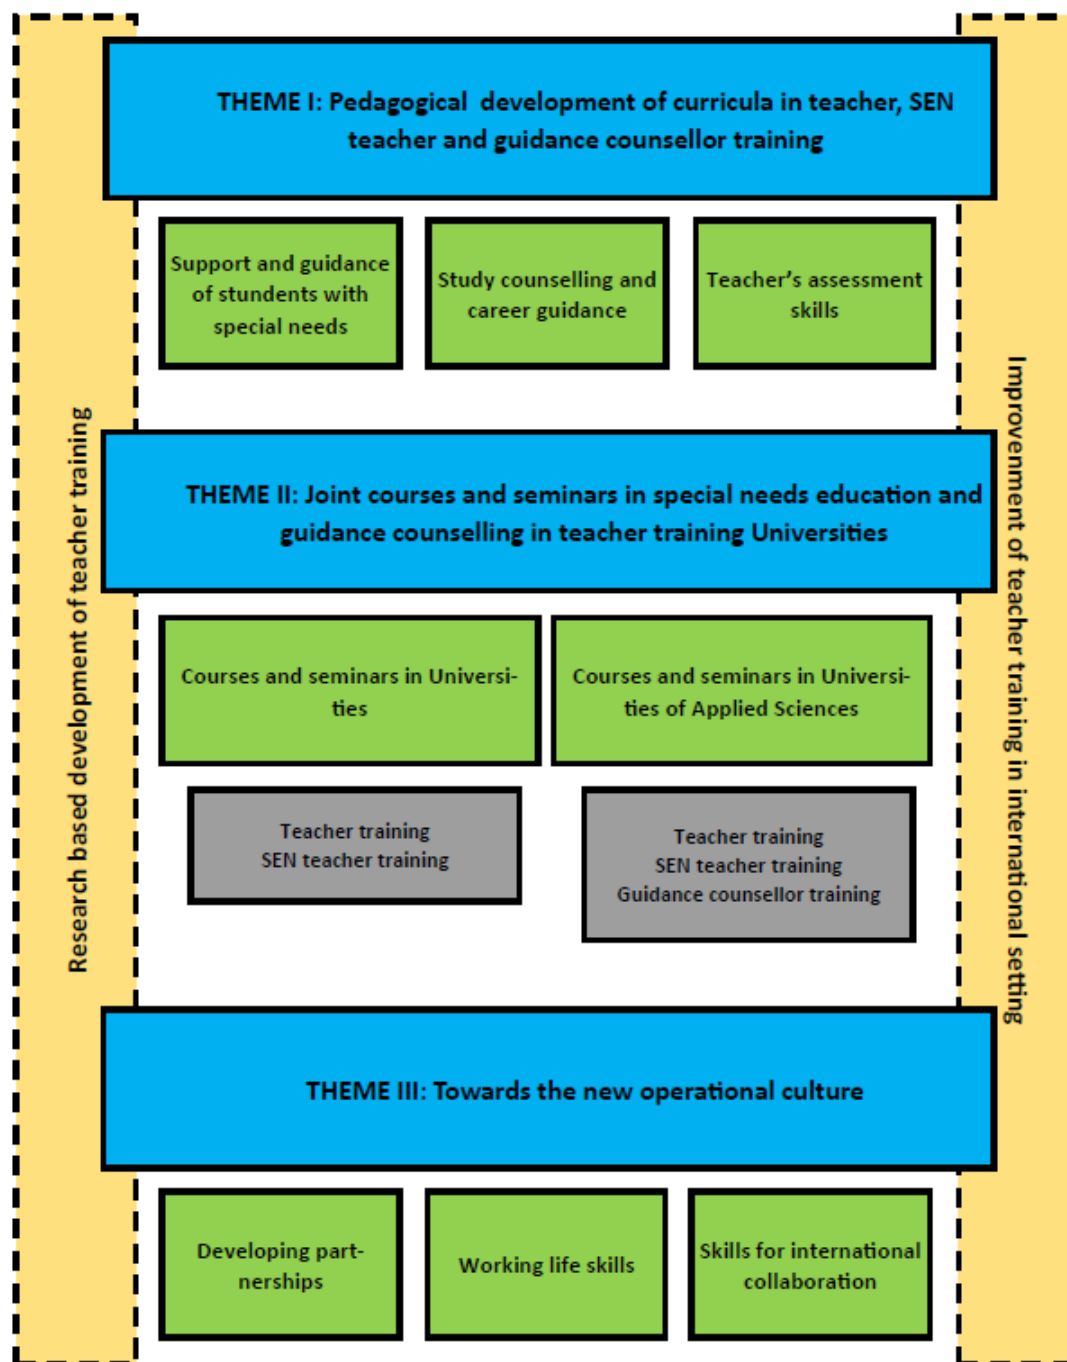 THEME I: Pedagogical  development of curricula in teacher, SEN
teacher and guidance counsellor training
Support and guidance
of stundents with
special needs
Study counselling and
career guidance
Teacher’s assessment
skills
Research based development of teacher training
Improvenment of teacher training in international setting
THEME II: Joint courses and seminars in special needs education and
guidance counselling in teacher training Universities
Courses and seminars in Universi-
ties
Courses and seminars in Universi-
ties of Applied Sciences
Teacher training
SEN teacher training
Teacher training
SEN teacher training
Guidance counsellor training
THEME III: Towards the new operational culture
Developing part-
nerships
Working life skills
Skills for international
collaboration